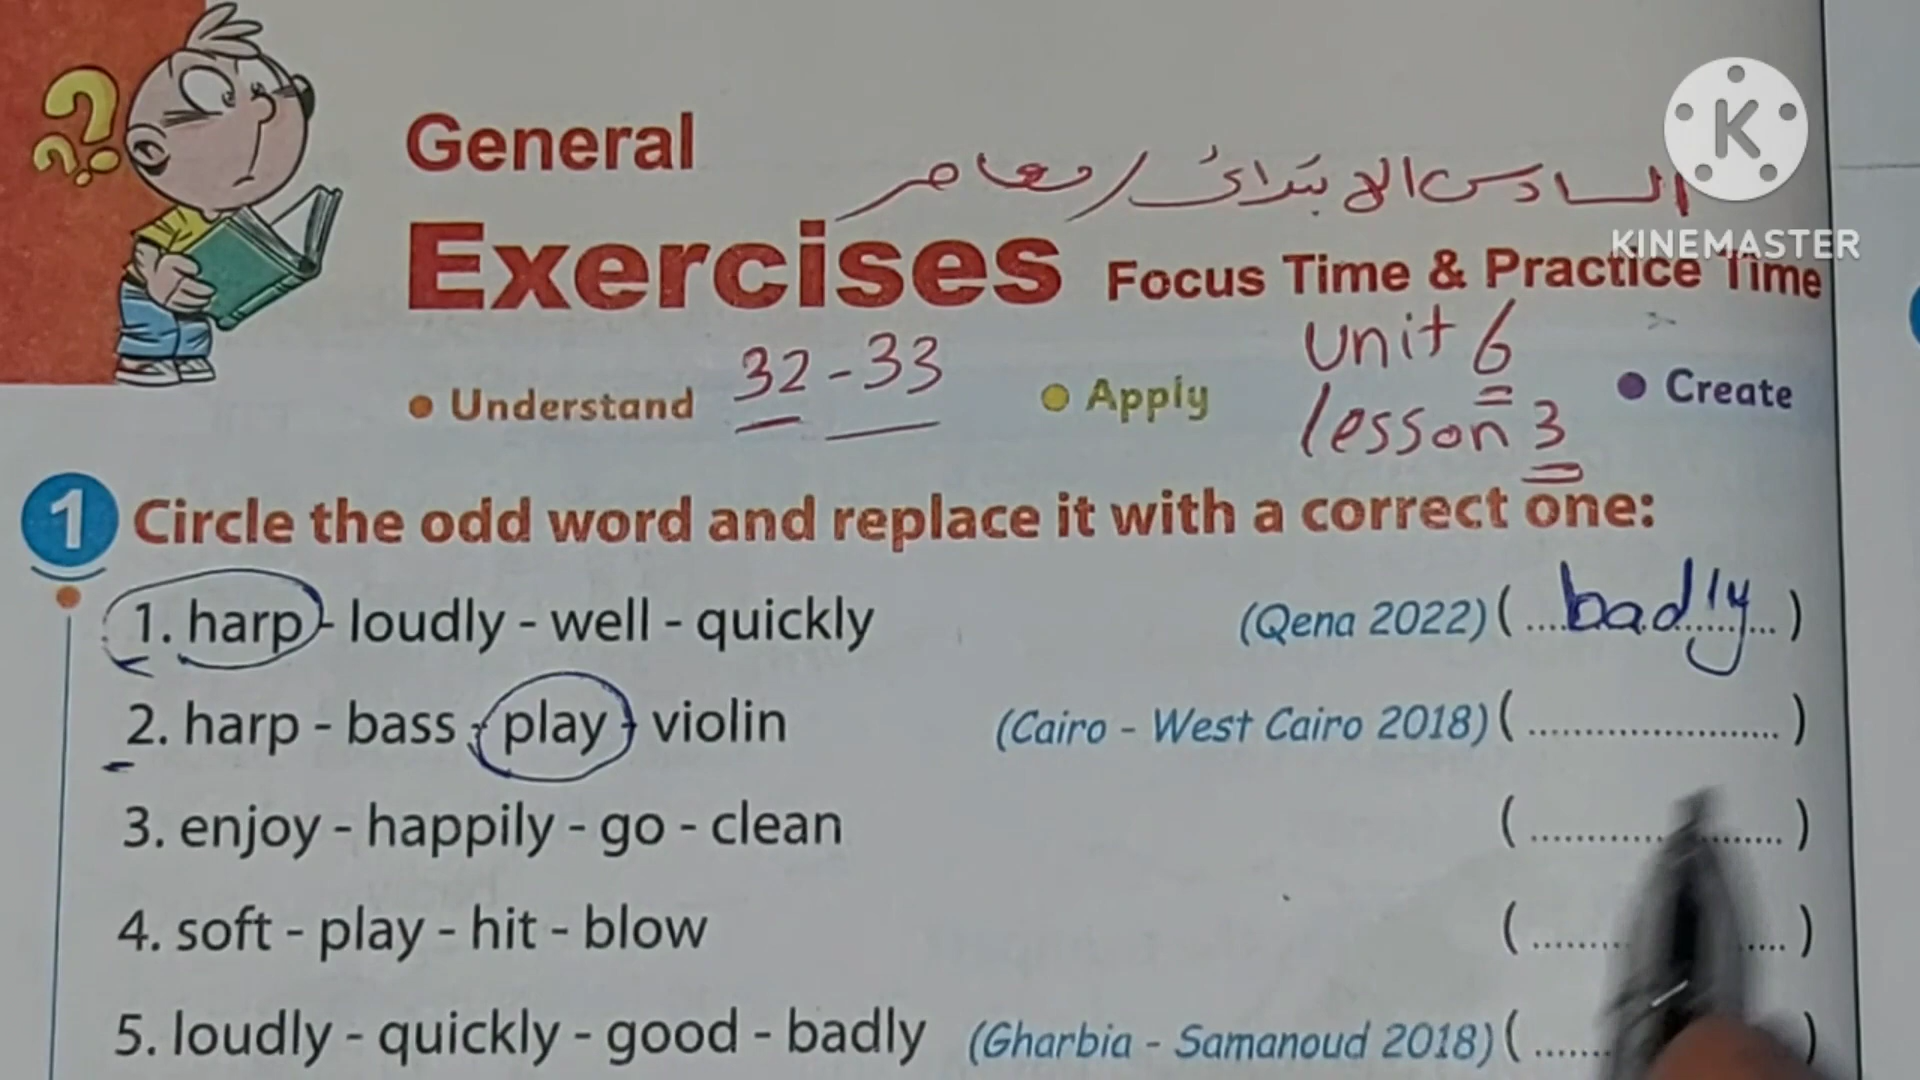 General
السادس الابتدائى / معاصر
K
KINEMASTER
Exercises Focus Time & Practice Time
Unit 6
• Understand 32 - 33 • Apply • Create
lesson 3
1 Circle the odd word and replace it with a correct one:
1. harp - loudly - well - quickly (Qena 2022) (....badly....)
2. harp - bass - play - violin (Cairo - West Cairo 2018) (........................)
3. enjoy - happily - go - clean (........................)
4. soft - play - hit - blow (........................)
5. loudly - quickly - good - badly (Gharbia - Samanoud 2018) (........)